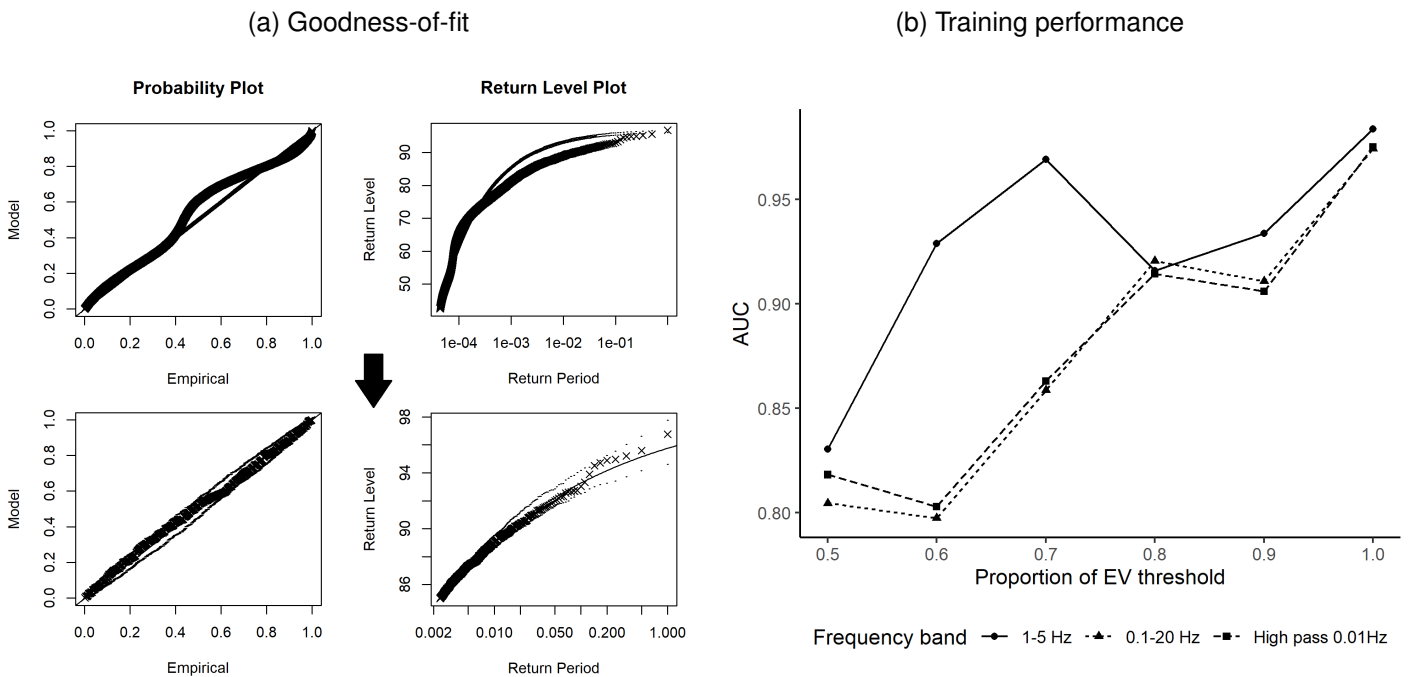 (a) Goodness-of-fit
(b) Training performance
Probability Plot
Return Level Plot
Model
0.0 0.2 0.4 0.6 0.8 1.0
0.0 0.2 0.4 0.6 0.8 1.0
Empirical
Return Level
50 60 70 80 90
1e-04 1e-03 1e-02 1e-01
Return Period
Model
0.0 0.2 0.4 0.6 0.8 1.0
0.0 0.2 0.4 0.6 0.8 1.0
Empirical
Return Level
86 90 94 98
0.002 0.010 0.050 0.200 1.000
Return Period
AUC
0.95
0.90
0.85
0.80
0.5 0.6 0.7 0.8 0.9 1.0
Proportion of EV threshold
Frequency band 1-5 Hz 0.1-20 Hz High pass 0.01Hz